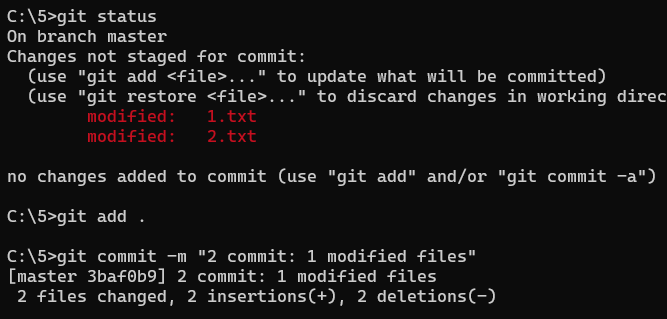 C:\5>git status
On branch master
Changes not staged for commit:
  (use "git add <file>..." to update what will be committed)
  (use "git restore <file>..." to discard changes in working direc
        modified:   1.txt
        modified:   2.txt

no changes added to commit (use "git add" and/or "git commit -a")

C:\5>git add .

C:\5>git commit -m "2 commit: 1 modified files"
[master 3baf0b9] 2 commit: 1 modified files
 2 files changed, 2 insertions(+), 2 deletions(-)